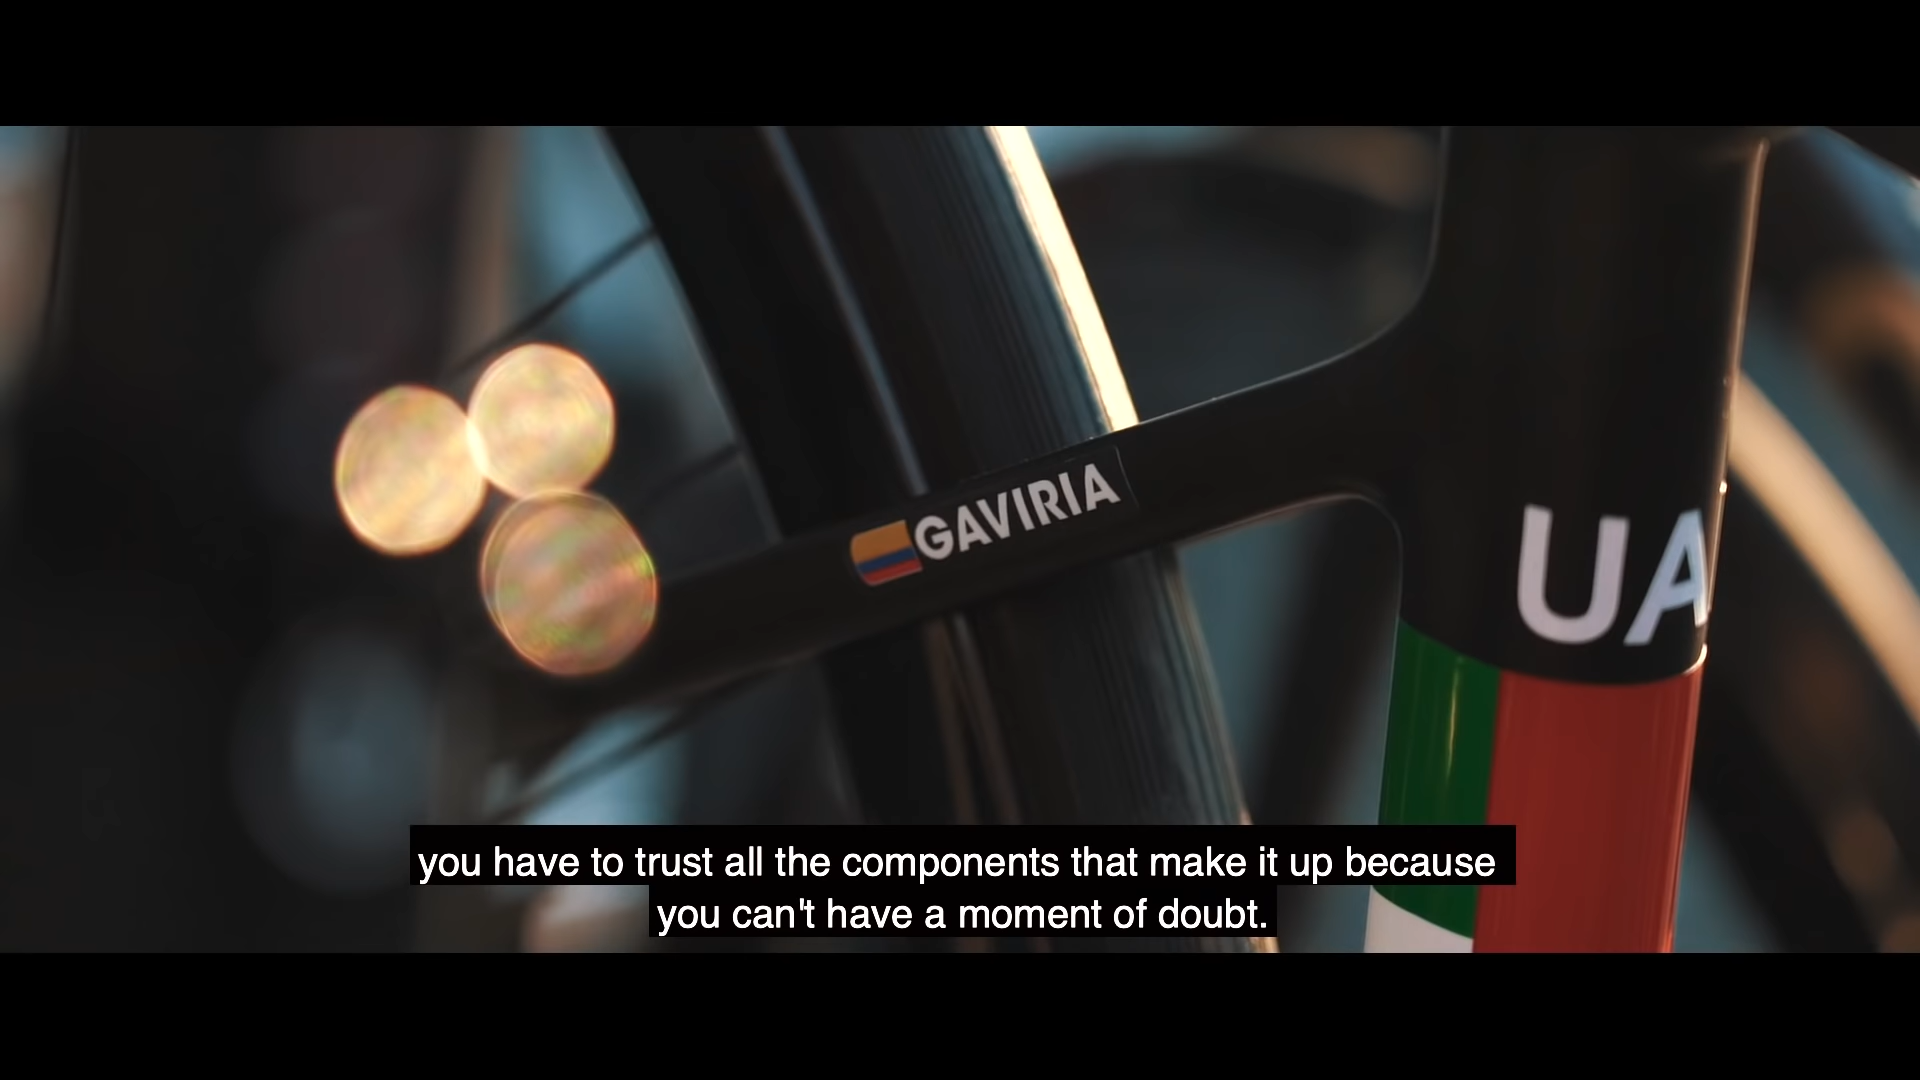 GAVIRIA
UA
you have to trust all the components that make it up because
you can't have a moment of doubt.